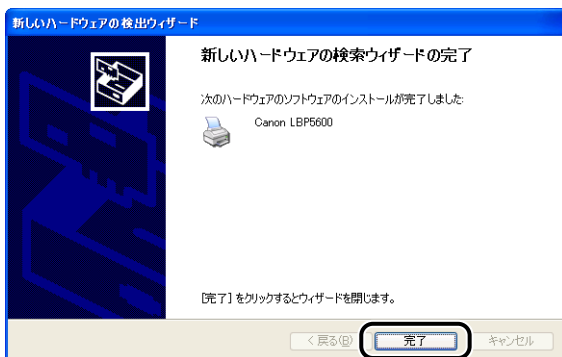 新しいハードウェアの検出ウィザード
新しいハードウェアの検索ウィザードの完了
次のハードウェアのソフトウェアのインストールが完了しました:
Canon LBP5600
[完了] をクリックするとウィザードを閉じます。
< 戻る(B)
完了
キャンセル